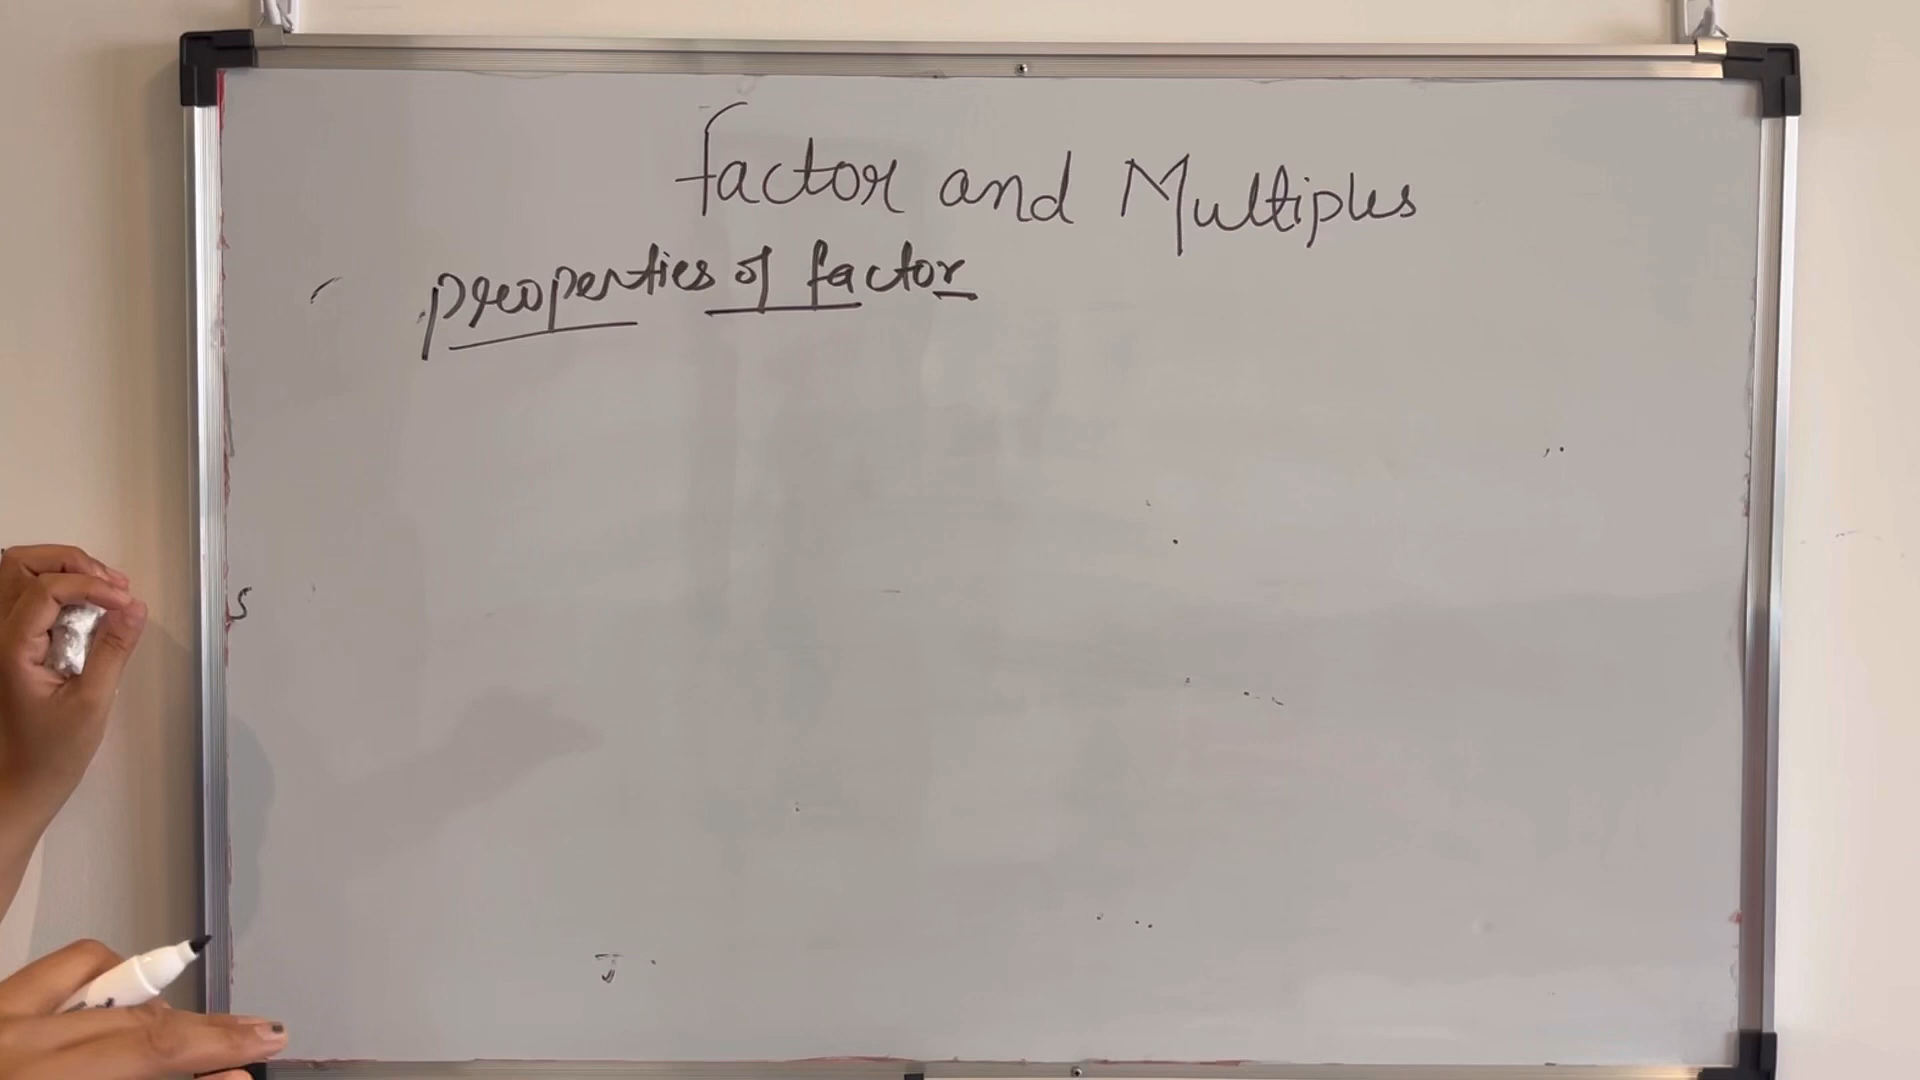 factor and Multiples
properties of factor